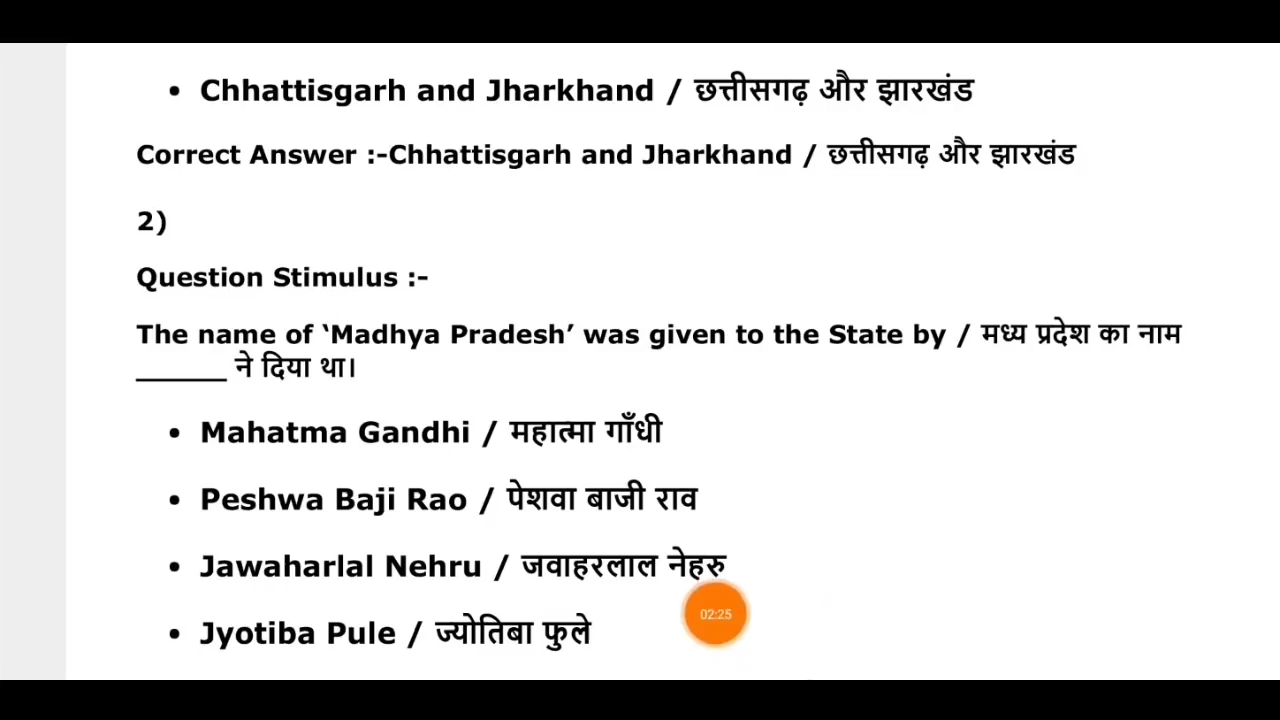 • Chhattisgarh and Jharkhand / छत्तीसगढ़ और झारखंड
Correct Answer :-Chhattisgarh and Jharkhand / छत्तीसगढ़ और झारखंड
2)
Question Stimulus :-
The name of ‘Madhya Pradesh’ was given to the State by / मध्य प्रदेश का नाम
______ ने दिया था।
• Mahatma Gandhi / महात्मा गाँधी
• Peshwa Baji Rao / पेशवा बाजी राव
• Jawaharlal Nehru / जवाहरलाल नेहरु
• Jyotiba Pule / ज्योतिबा फुले
02:25